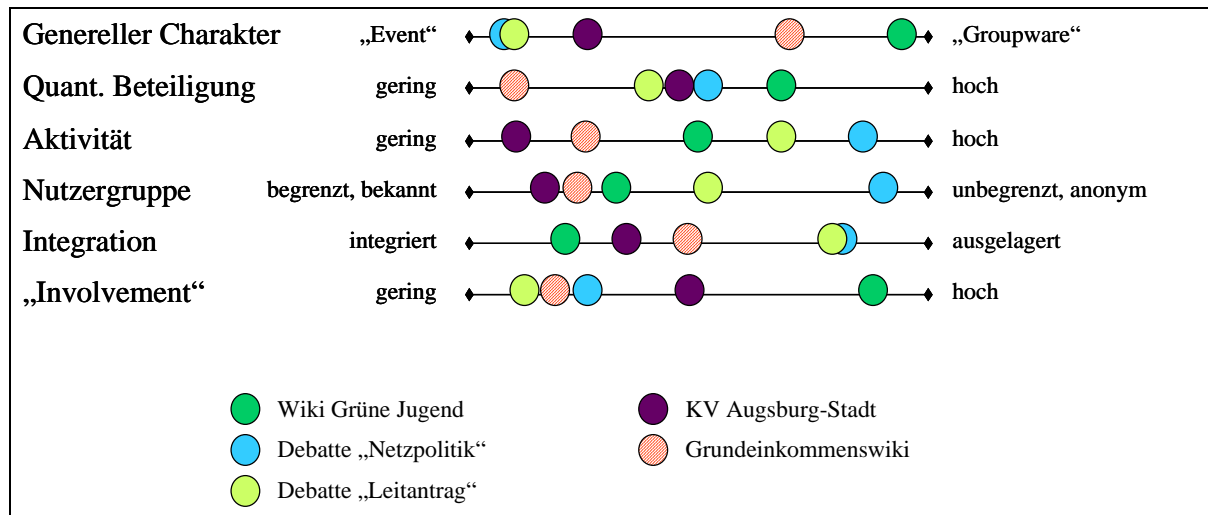 Genereller Charakter „Event“ „Groupware“
Quant. Beteiligung gering hoch
Aktivität gering hoch
Nutzergruppe begrenzt, bekannt unbegrenzt, anonym
Integration integriert ausgelagert
„Involvement“ gering hoch
Wiki Grüne Jugend KV Augsburg-Stadt
Debatte „Netzpolitik“ Grundeinkommenswiki
Debatte „Leitantrag“